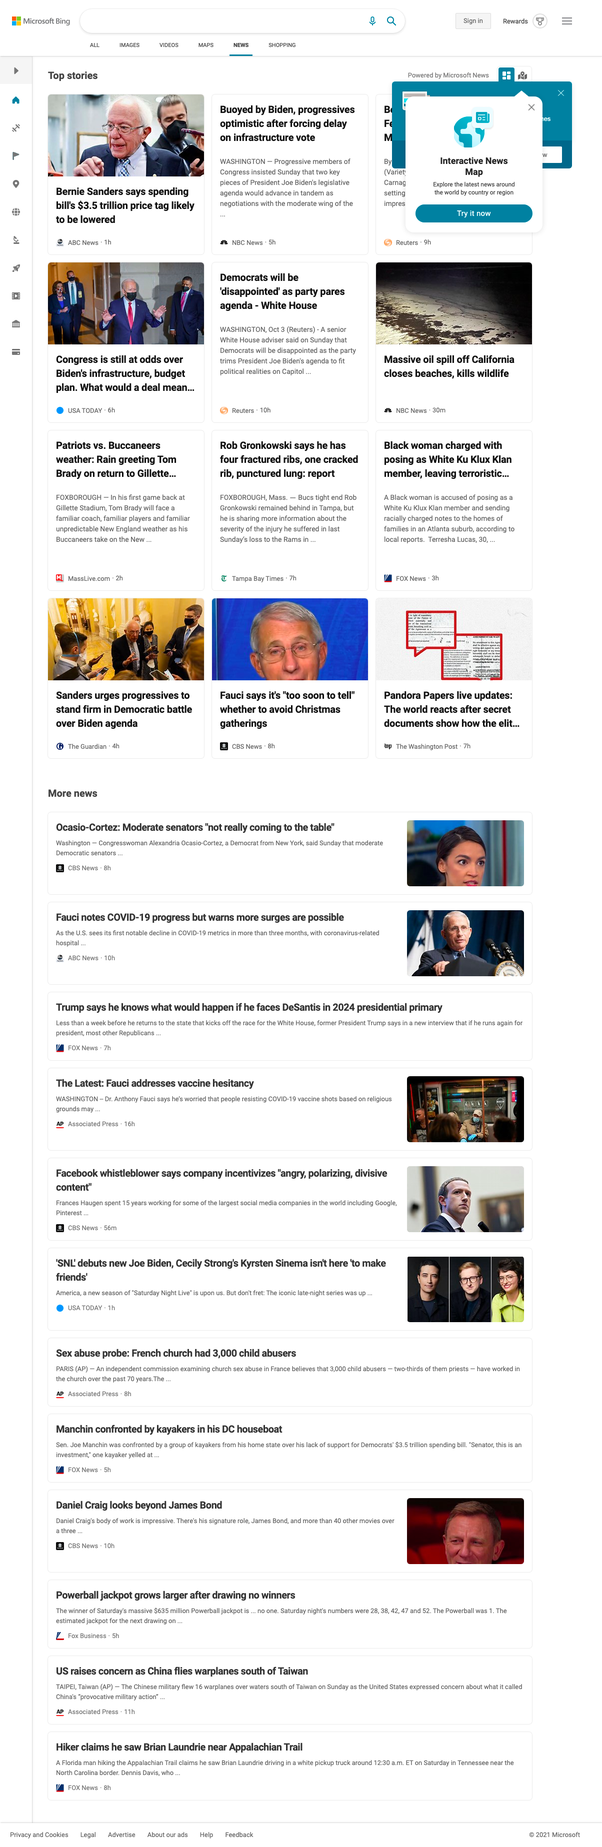 Microsoft Bing
Sign in
Rewards
ALL
IMAGES
VIDEOS
MAPS
NEWS
SHOPPING
Top stories
Powered by Microsoft News
Interactive News
Map
Explore the latest news around
the world by country or region
Try it now
Bernie Sanders says spending
bill's $3.5 trillion price tag likely
to be lowered
ABC News · 1h
Buoyed by Biden, progressives
optimistic after forcing delay
on infrastructure vote
WASHINGTON — Progressive members of
Congress insisted Sunday that two key
pieces of President Joe Biden's legislative
agenda would advance in tandem as
negotiations with the moderate wing of the
...
NBC News · 5h
Reuters · 9h
Congress is still at odds over
Biden's infrastructure, budget
plan. What would a deal mean...
USA TODAY · 6h
Democrats will be
'disappointed' as party pares
agenda - White House
WASHINGTON, Oct 3 (Reuters) - A senior
White House adviser said on Sunday that
Democrats will be disappointed as the party
trims President Joe Biden's agenda to fit
political realities on Capitol ...
Reuters · 10h
Massive oil spill off California
closes beaches, kills wildlife
NBC News · 30m
Patriots vs. Buccaneers
weather: Rain greeting Tom
Brady on return to Gillette...
FOXBOROUGH — In his first game back at
Gillette Stadium, Tom Brady will face a
familiar coach, familiar players and familiar
unpredictable New England weather as his
Buccaneers take on the New ...
MassLive.com · 2h
Rob Gronkowski says he has
four fractured ribs, one cracked
rib, punctured lung: report
FOXBOROUGH, Mass. — Bucs tight end Rob
Gronkowski remained behind in Tampa, but
he is sharing more information about the
severity of the injury he suffered in last
Sunday's loss to the Rams in ...
Tampa Bay Times · 7h
Black woman charged with
posing as White Ku Klux Klan
member, leaving terroristic...
A Black woman is accused of posing as a
White Ku Klux Klan member and sending
racially charged notes to the homes of
families in an Atlanta suburb, according to
local reports. Terresha Lucas, 30, ...
FOX News · 3h
Sanders urges progressives to
stand firm in Democratic battle
over Biden agenda
The Guardian · 4h
Fauci says it's "too soon to tell"
whether to avoid Christmas
gatherings
CBS News · 8h
Pandora Papers live updates:
The world reacts after secret
documents show how the elit...
The Washington Post · 7h
More news
Ocasio-Cortez: Moderate senators "not really coming to the table"
Washington — Congresswoman Alexandria Ocasio-Cortez, a Democrat from New York, said Sunday that moderate
Democratic senators ...
CBS News · 8h
Fauci notes COVID-19 progress but warns more surges are possible
As the U.S. sees its first notable decline in COVID-19 metrics in more than three months, with coronavirus-related
hospital ...
ABC News · 10h
Trump says he knows what would happen if he faces DeSantis in 2024 presidential primary
Less than a week before he returns to the state that kicks off the race for the White House, former President Trump says in a new interview that if he runs again for
president, most other Republicans ...
FOX News · 7h
The Latest: Fauci addresses vaccine hesitancy
WASHINGTON – Dr. Anthony Fauci says he's worried that people resisting COVID-19 vaccine shots based on religious
grounds may ...
Associated Press · 16h
Facebook whistleblower says company incentivizes "angry, polarizing, divisive
content"
Frances Haugen spent 15 years working for some of the largest social media companies in the world including Google,
Pinterest ...
CBS News · 56m
'SNL' debuts new Joe Biden, Cecily Strong's Kyrsten Sinema isn't here 'to make
friends'
America, a new season of "Saturday Night Live" is upon us. But don't fret: The iconic late-night series was up ...
USA TODAY · 1h
Sex abuse probe: French church had 3,000 child abusers
PARIS (AP) — An independent commission examining church sex abuse in France believes that 3,000 child abusers — two-thirds of them priests — have worked in
the church over the past 70 years.The ...
Associated Press · 8h
Manchin confronted by kayakers in his DC houseboat
Sen. Joe Manchin was confronted by a group of kayakers from his home state over his lack of support for Democrats' $3.5 trillion spending bill. "Senator, this is an
investment," one kayaker yelled at ...
FOX News · 5h
Daniel Craig looks beyond James Bond
Daniel Craig's body of work is impressive. There's his signature role, James Bond, and more than 40 other movies over
a three ...
CBS News · 10h
Powerball jackpot grows larger after drawing no winners
The winner of Saturday's massive $635 million Powerball jackpot is ... no one. Saturday night's numbers were 28, 38, 42, 47 and 52. The Powerball was 1. The
estimated jackpot for the next drawing on ...
Fox Business · 5h
US raises concern as China flies warplanes south of Taiwan
TAIPEI, Taiwan (AP) — The Chinese military flew 16 warplanes over waters south of Taiwan on Sunday as the United States expressed concern about what it called
China's "provocative military action" ...
Associated Press · 11h
Hiker claims he saw Brian Laundrie near Appalachian Trail
A Florida man hiking the Appalachian Trail claims he saw Brian Laundrie driving in a white pickup truck around 12:30 a.m. ET on Saturday in Tennessee near the
North Carolina border. Dennis Davis, who ...
FOX News · 8h
Privacy and Cookies
Legal
Advertise
About our ads
Help
Feedback
© 2021 Microsoft